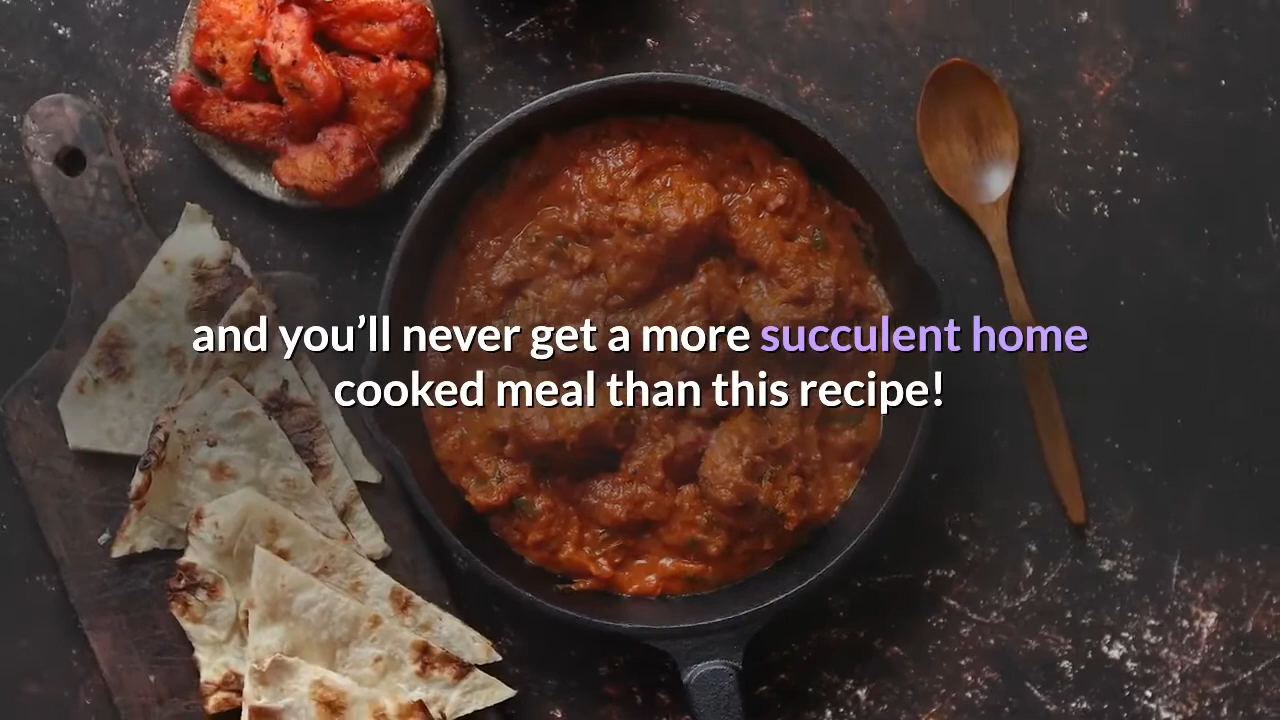 and you’ll never get a more succulent home
cooked meal than this recipe!